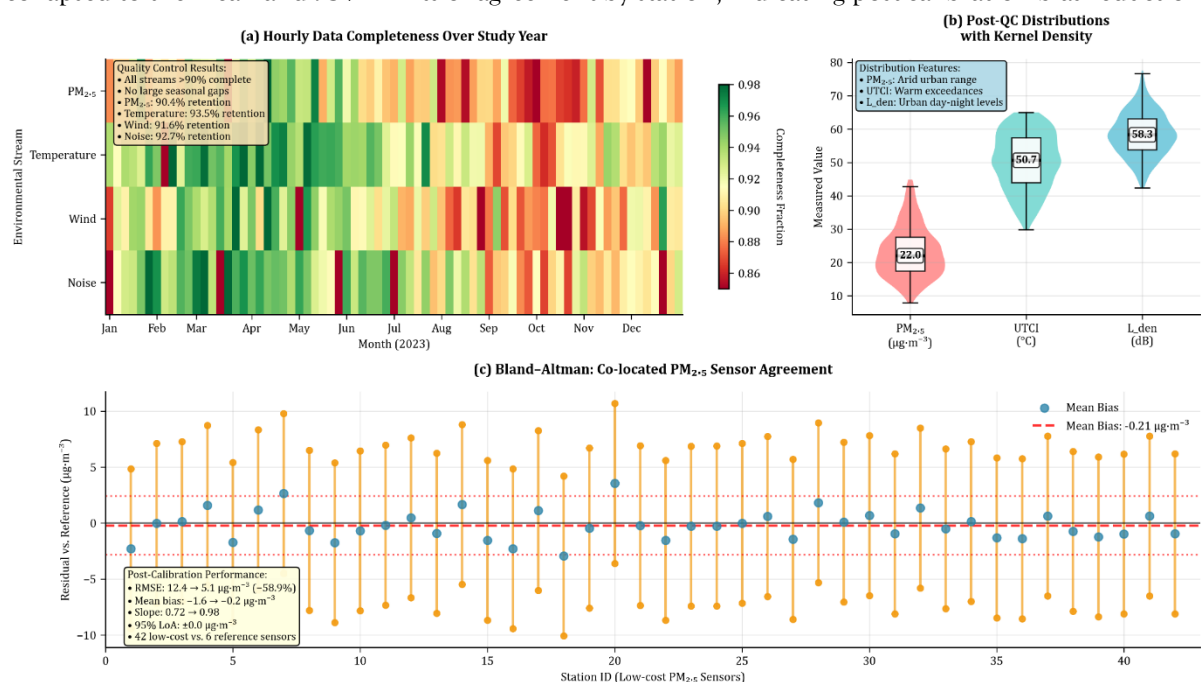 (a) Hourly Data Completeness Over Study Year
Environmental Stream
PM₂.₅
Temperature
Wind
Noise
Quality Control Results:
• All streams >90% complete
• No large seasonal gaps
• PM₂.₅: 90.4% retention
• Temperature: 93.5% retention
• Wind: 91.6% retention
• Noise: 92.7% retention
Jan Feb Mar Apr May Jun Jul Aug Sep Oct Nov Dec
Month (2023)
0.98
0.96
0.94
0.92
0.90
0.88
0.86
Completeness Fraction
(b) Post-QC Distributions
with Kernel Density
Distribution Features:
• PM₂.₅: Arid urban range
• UTCI: Warm exceedances
• L_den: Urban day-night levels
Measured Value
80
70
60
50
40
30
20
10
22.0
50.7
58.3
PM₂.₅
(μg·m⁻³)
UTCI
(°C)
L_den
(dB)
(c) Bland–Altman: Co-located PM₂.₅ Sensor Agreement
Residual vs. Reference (μg·m⁻³)
10
5
0
−5
−10
Mean Bias
Mean Bias: -0.21 μg·m⁻³
Post-Calibration Performance:
• RMSE: 12.4 → 5.1 μg·m⁻³ (−58.9%)
• Mean bias: −1.6 → −0.2 μg·m⁻³
• Slope: 0.72 → 0.98
• 95% LoA: ±0.0 μg·m⁻³
• 42 low-cost vs. 6 reference sensors
0 5 10 15 20 25 30 35 40
Station ID (Low-cost PM₂.₅ Sensors)